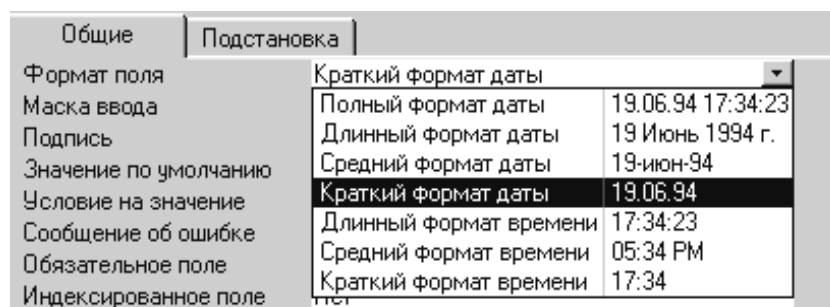 Общие Подстановка
Формат поля Краткий формат даты
Маска ввода Полный формат даты 19.06.94 17:34:23
Подпись Длинный формат даты 19 Июнь 1994 г.
Значение по умолчанию Средний формат даты 19-июн-94
Условие на значение Краткий формат даты 19.06.94
Сообщение об ошибке Длинный формат времени 17:34:23
Обязательное поле Средний формат времени 05:34 PM
Индексированное поле Краткий формат времени 17:34